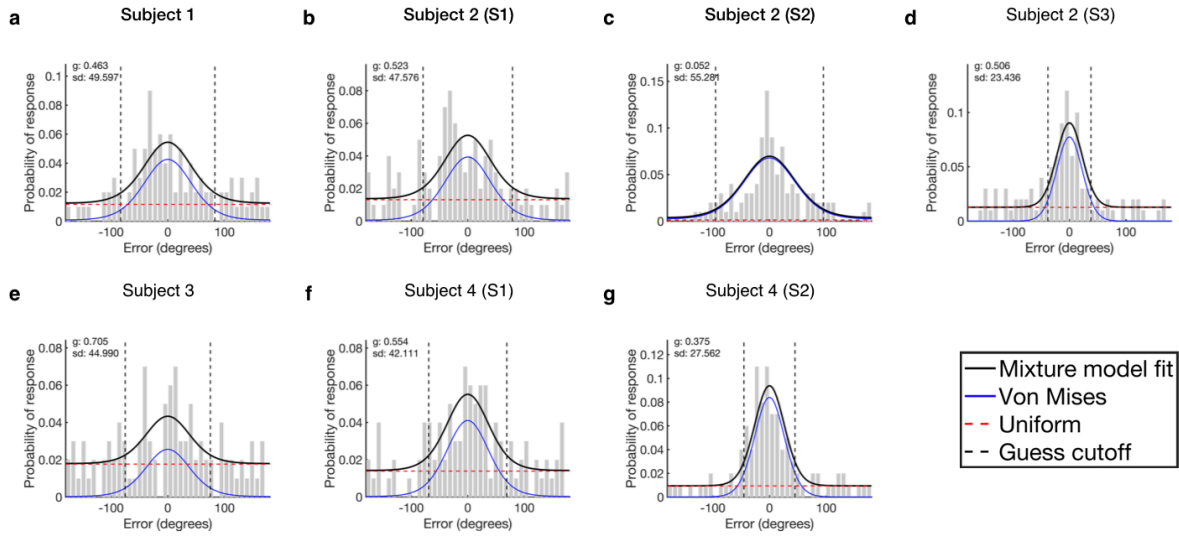 a Subject 1
g: 0.463
sd: 49.597
Probability of response
0.1
0.08
0.06
0.04
0.02
0
-100 0 100
Error (degrees)
b Subject 2 (S1)
g: 0.523
sd: 47.576
Probability of response
0.08
0.06
0.04
0.02
0
-100 0 100
Error (degrees)
c Subject 2 (S2)
g: 0.052
sd: 55.281
Probability of response
0.15
0.1
0.05
0
-100 0 100
Error (degrees)
d Subject 2 (S3)
g: 0.506
sd: 23.436
Probability of response
0.1
0.05
0
-100 0 100
Error (degrees)
e Subject 3
g: 0.705
sd: 44.990
Probability of response
0.08
0.06
0.04
0.02
0
-100 0 100
Error (degrees)
f Subject 4 (S1)
g: 0.554
sd: 42.111
Probability of response
0.08
0.06
0.04
0.02
0
-100 0 100
Error (degrees)
g Subject 4 (S2)
g: 0.375
sd: 27.562
Probability of response
0.12
0.1
0.08
0.06
0.04
0.02
0
-100 0 100
Error (degrees)
Mixture model fit
Von Mises
Uniform
Guess cutoff